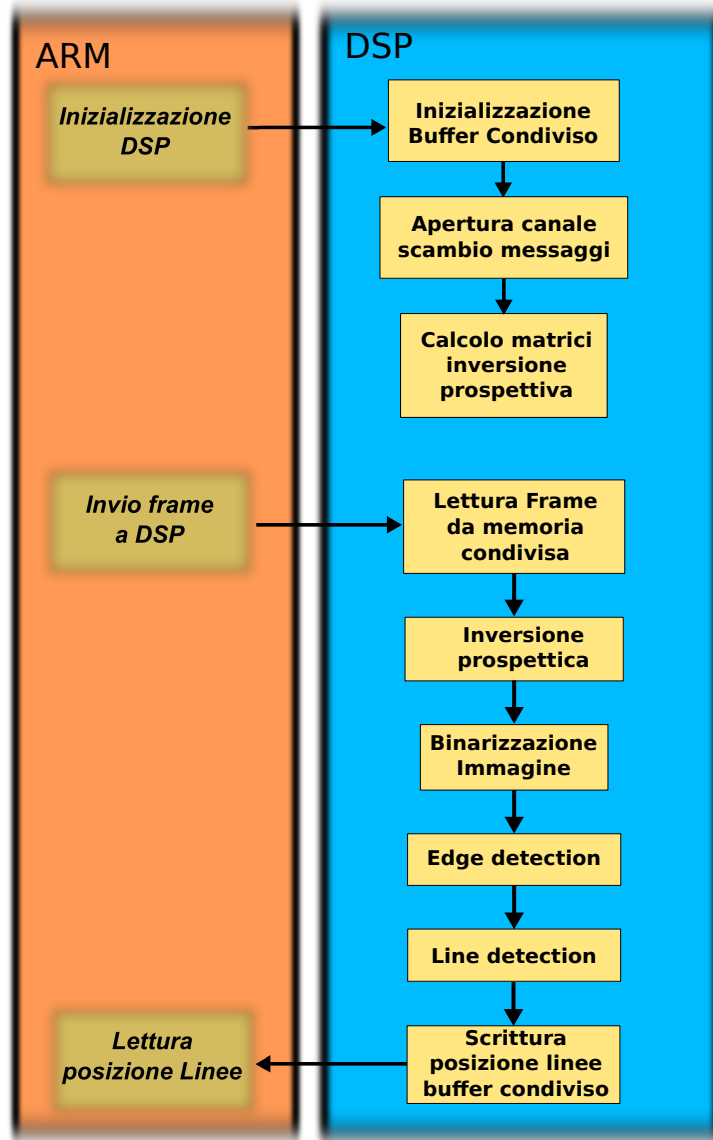 ARM
DSP
Inizializzazione
DSP
Inizializzazione
Buffer Condiviso
Apertura canale
scambio messaggi
Calcolo matrici
inversione
prospettiva
Invio frame
a DSP
Lettura Frame
da memoria
condivisa
Inversione
prospettica
Binarizzazione
Immagine
Edge detection
Line detection
Lettura
posizione Linee
Scrittura
posizione linee
buffer condiviso